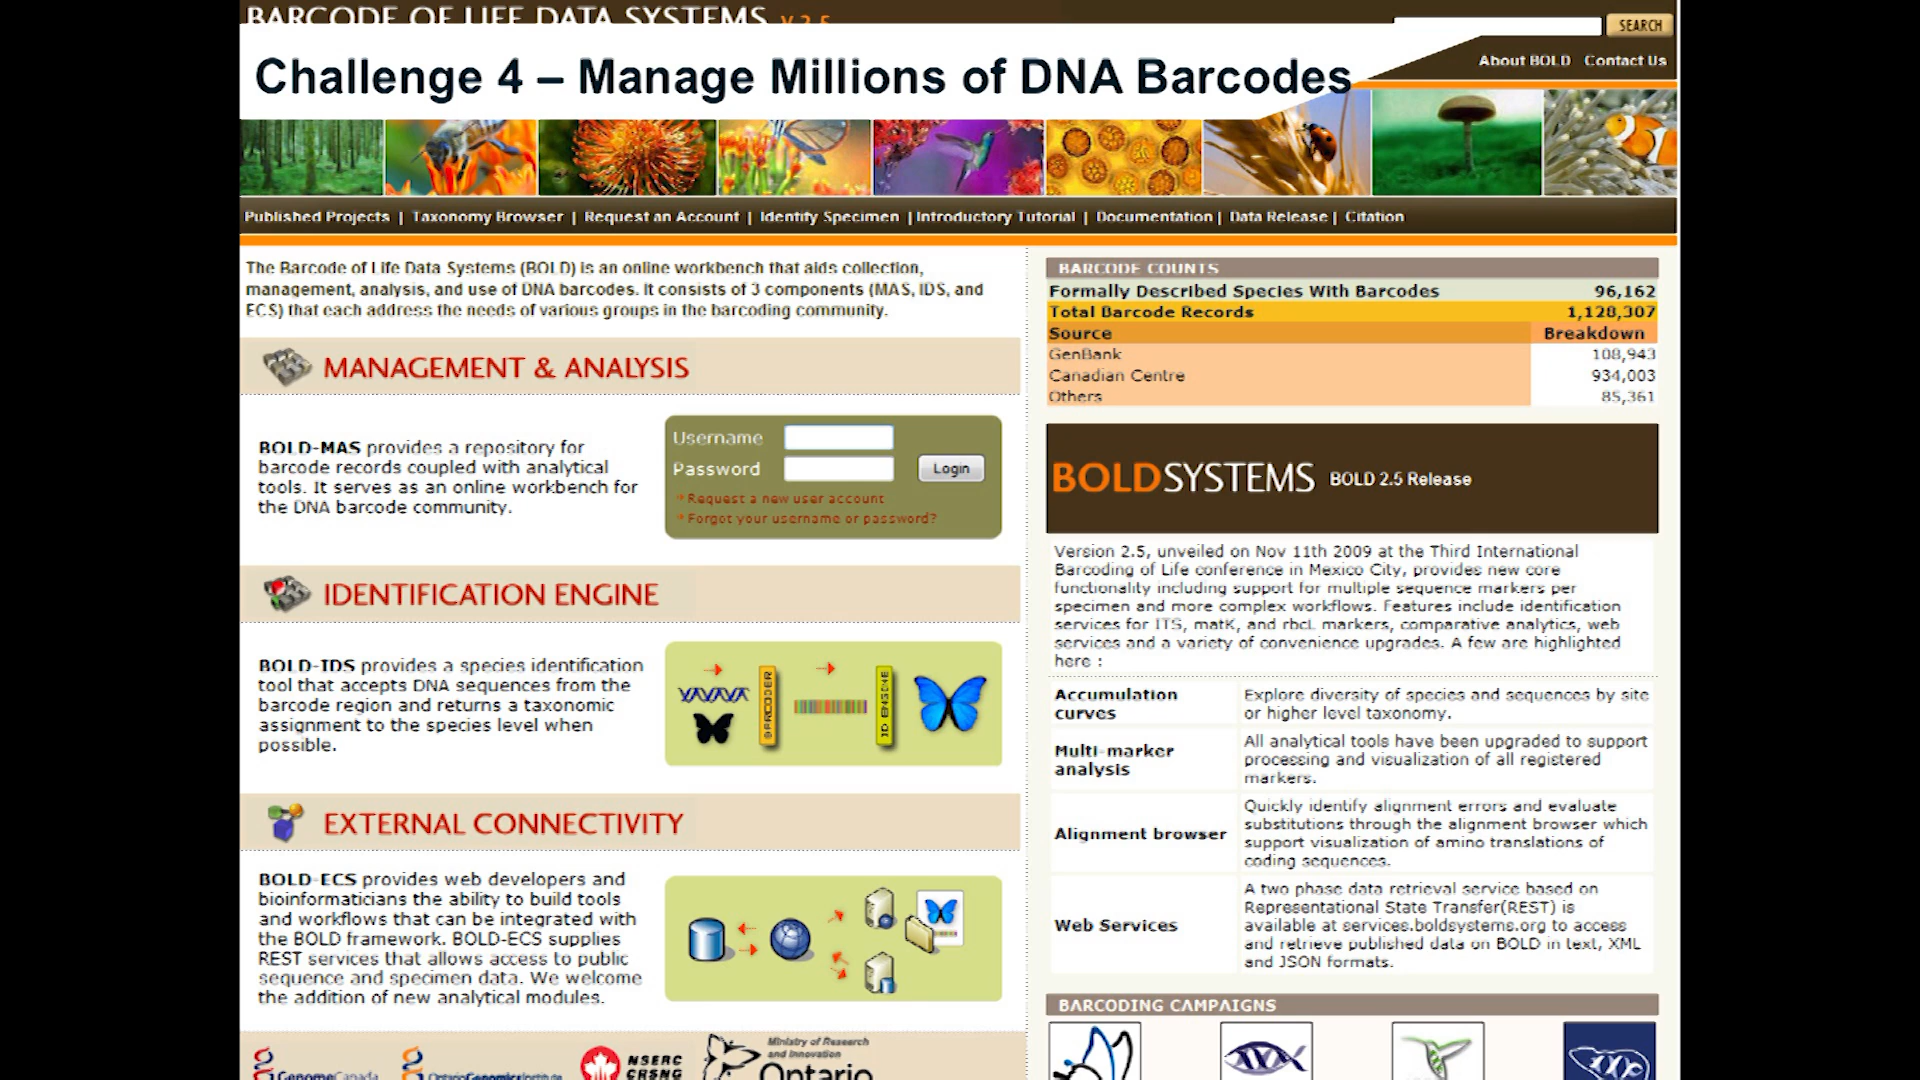 BARCODE OF LIFE DATA SYSTEMS V 2.5
SEARCH
Challenge 4 – Manage Millions of DNA Barcodes
About BOLD Contact Us
Published Projects | Taxonomy Browser | Request an Account | Identify Specimen | Introductory Tutorial | Documentation | Data Release | Citation
The Barcode of Life Data Systems (BOLD) is an online workbench that aids collection,
management, analysis, and use of DNA barcodes. It consists of 3 components (MAS, IDS, and
ECS) that each address the needs of various groups in the barcoding community.
MANAGEMENT & ANALYSIS
BOLD-MAS provides a repository for
barcode records coupled with analytical
tools. It serves as an online workbench for
the DNA barcode community.
Username
Password
Login
Request a new user account
Forgot your username or password?
IDENTIFICATION ENGINE
BOLD-IDS provides a species identification
tool that accepts DNA sequences from the
barcode region and returns a taxonomic
assignment to the species level when
possible.
BARCODER
ID ENGINE
EXTERNAL CONNECTIVITY
BOLD-ECS provides web developers and
bioinformaticians the ability to build tools
and workflows that can be integrated with
the BOLD framework. BOLD-ECS supplies
REST services that allows access to public
sequence and specimen data. We welcome
the addition of new analytical modules.
GenomeCanada
OntarioGenomicsInstitute
NSERC
CRSNG
Ministry of Research
and Innovation
Ontario
BARCODE COUNTS
Formally Described Species With Barcodes 96,162
Total Barcode Records 1,128,307
Source Breakdown
GenBank 108,943
Canadian Centre 934,003
Others 85,361
BOLDSYSTEMS BOLD 2.5 Release
Version 2.5, unveiled on Nov 11th 2009 at the Third International
Barcoding of Life conference in Mexico City, provides new core
functionality including support for multiple sequence markers per
specimen and more complex workflows. Features include identification
services for ITS, matK, and rbcL markers, comparative analytics, web
services and a variety of convenience upgrades. A few are highlighted
here :
Accumulation
curves
Explore diversity of species and sequences by site
or higher level taxonomy.
Multi-marker
analysis
All analytical tools have been upgraded to support
processing and visualization of all registered
markers.
Alignment browser
Quickly identify alignment errors and evaluate
substitutions through the alignment browser which
support visualization of amino translations of
coding sequences.
Web Services
A two phase data retrieval service based on
Representational State Transfer(REST) is
available at services.boldsystems.org to access
and retrieve published data on BOLD in text, XML
and JSON formats.
BARCODING CAMPAIGNS